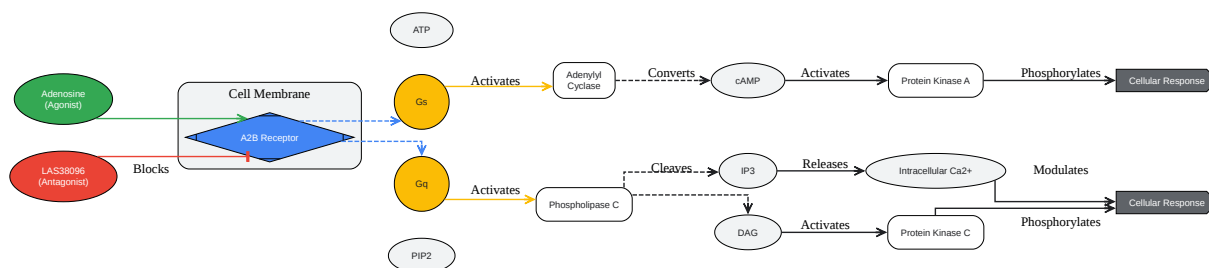 ATP
Adenosine
(Agonist)
Cell Membrane
A2B Receptor
LAS38096
(Antagonist)
Blocks
Gs
Activates
Adenylyl
Cyclase
Converts
cAMP
Activates
Protein Kinase A
Phosphorylates
Cellular Response
Gq
Activates
Phospholipase C
Cleaves
IP3
Releases
Intracellular Ca2+
Modulates
Cellular Response
DAG
Activates
Protein Kinase C
Phosphorylates
PIP2